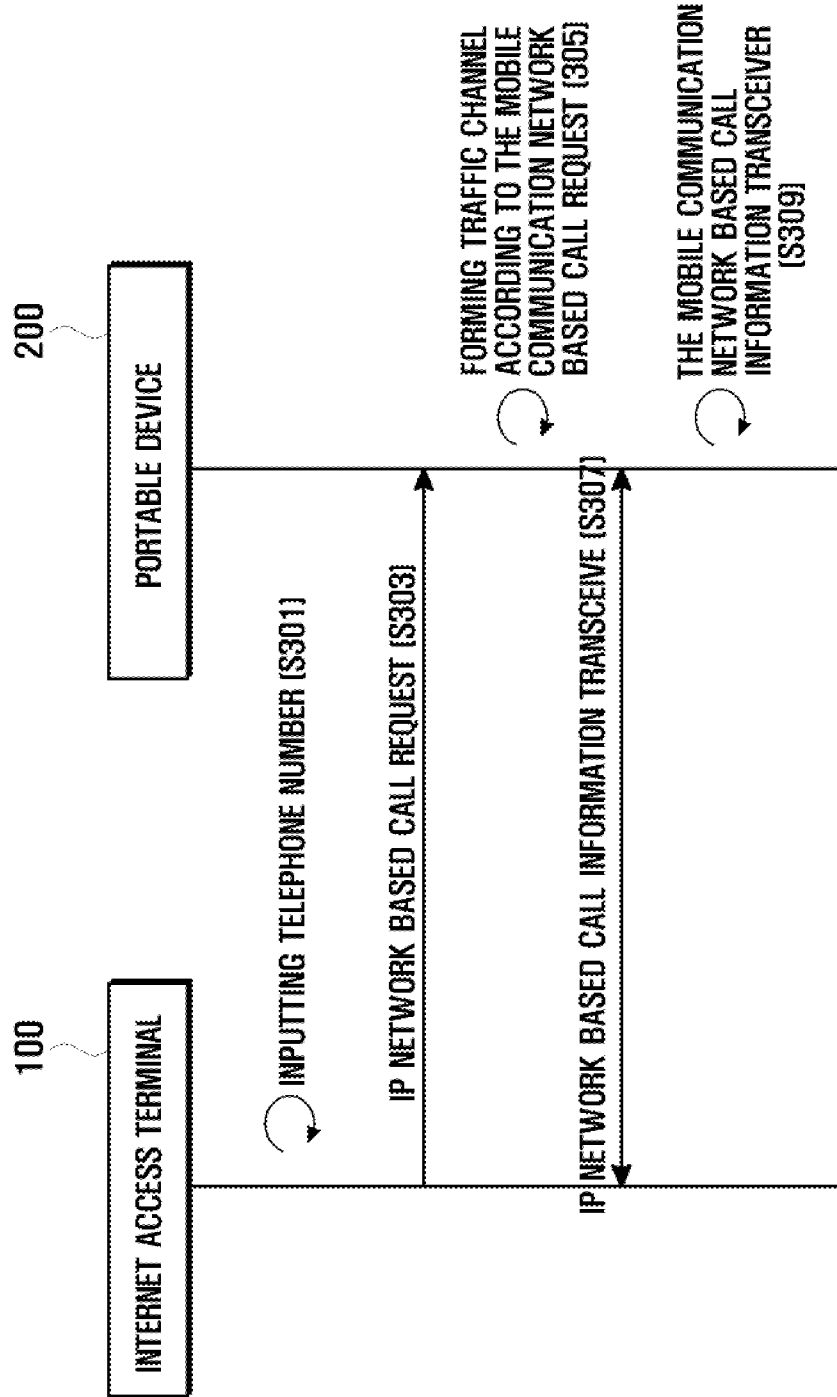 100
INTERNET ACCESS TERMINAL
200
PORTABLE DEVICE
INPUTTING TELEPHONE NUMBER [S301]
IP NETWORK BASED CALL REQUEST [S303]
FORMING TRAFFIC CHANNEL
ACCORDING TO THE MOBILE
COMMUNICATION NETWORK
BASED CALL REQUEST [305]
IP NETWORK BASED CALL INFORMATION TRANSCEIVE [S307]
THE MOBILE COMMUNICATION
NETWORK BASED CALL
INFORMATION TRANSCEIVER
[S309]